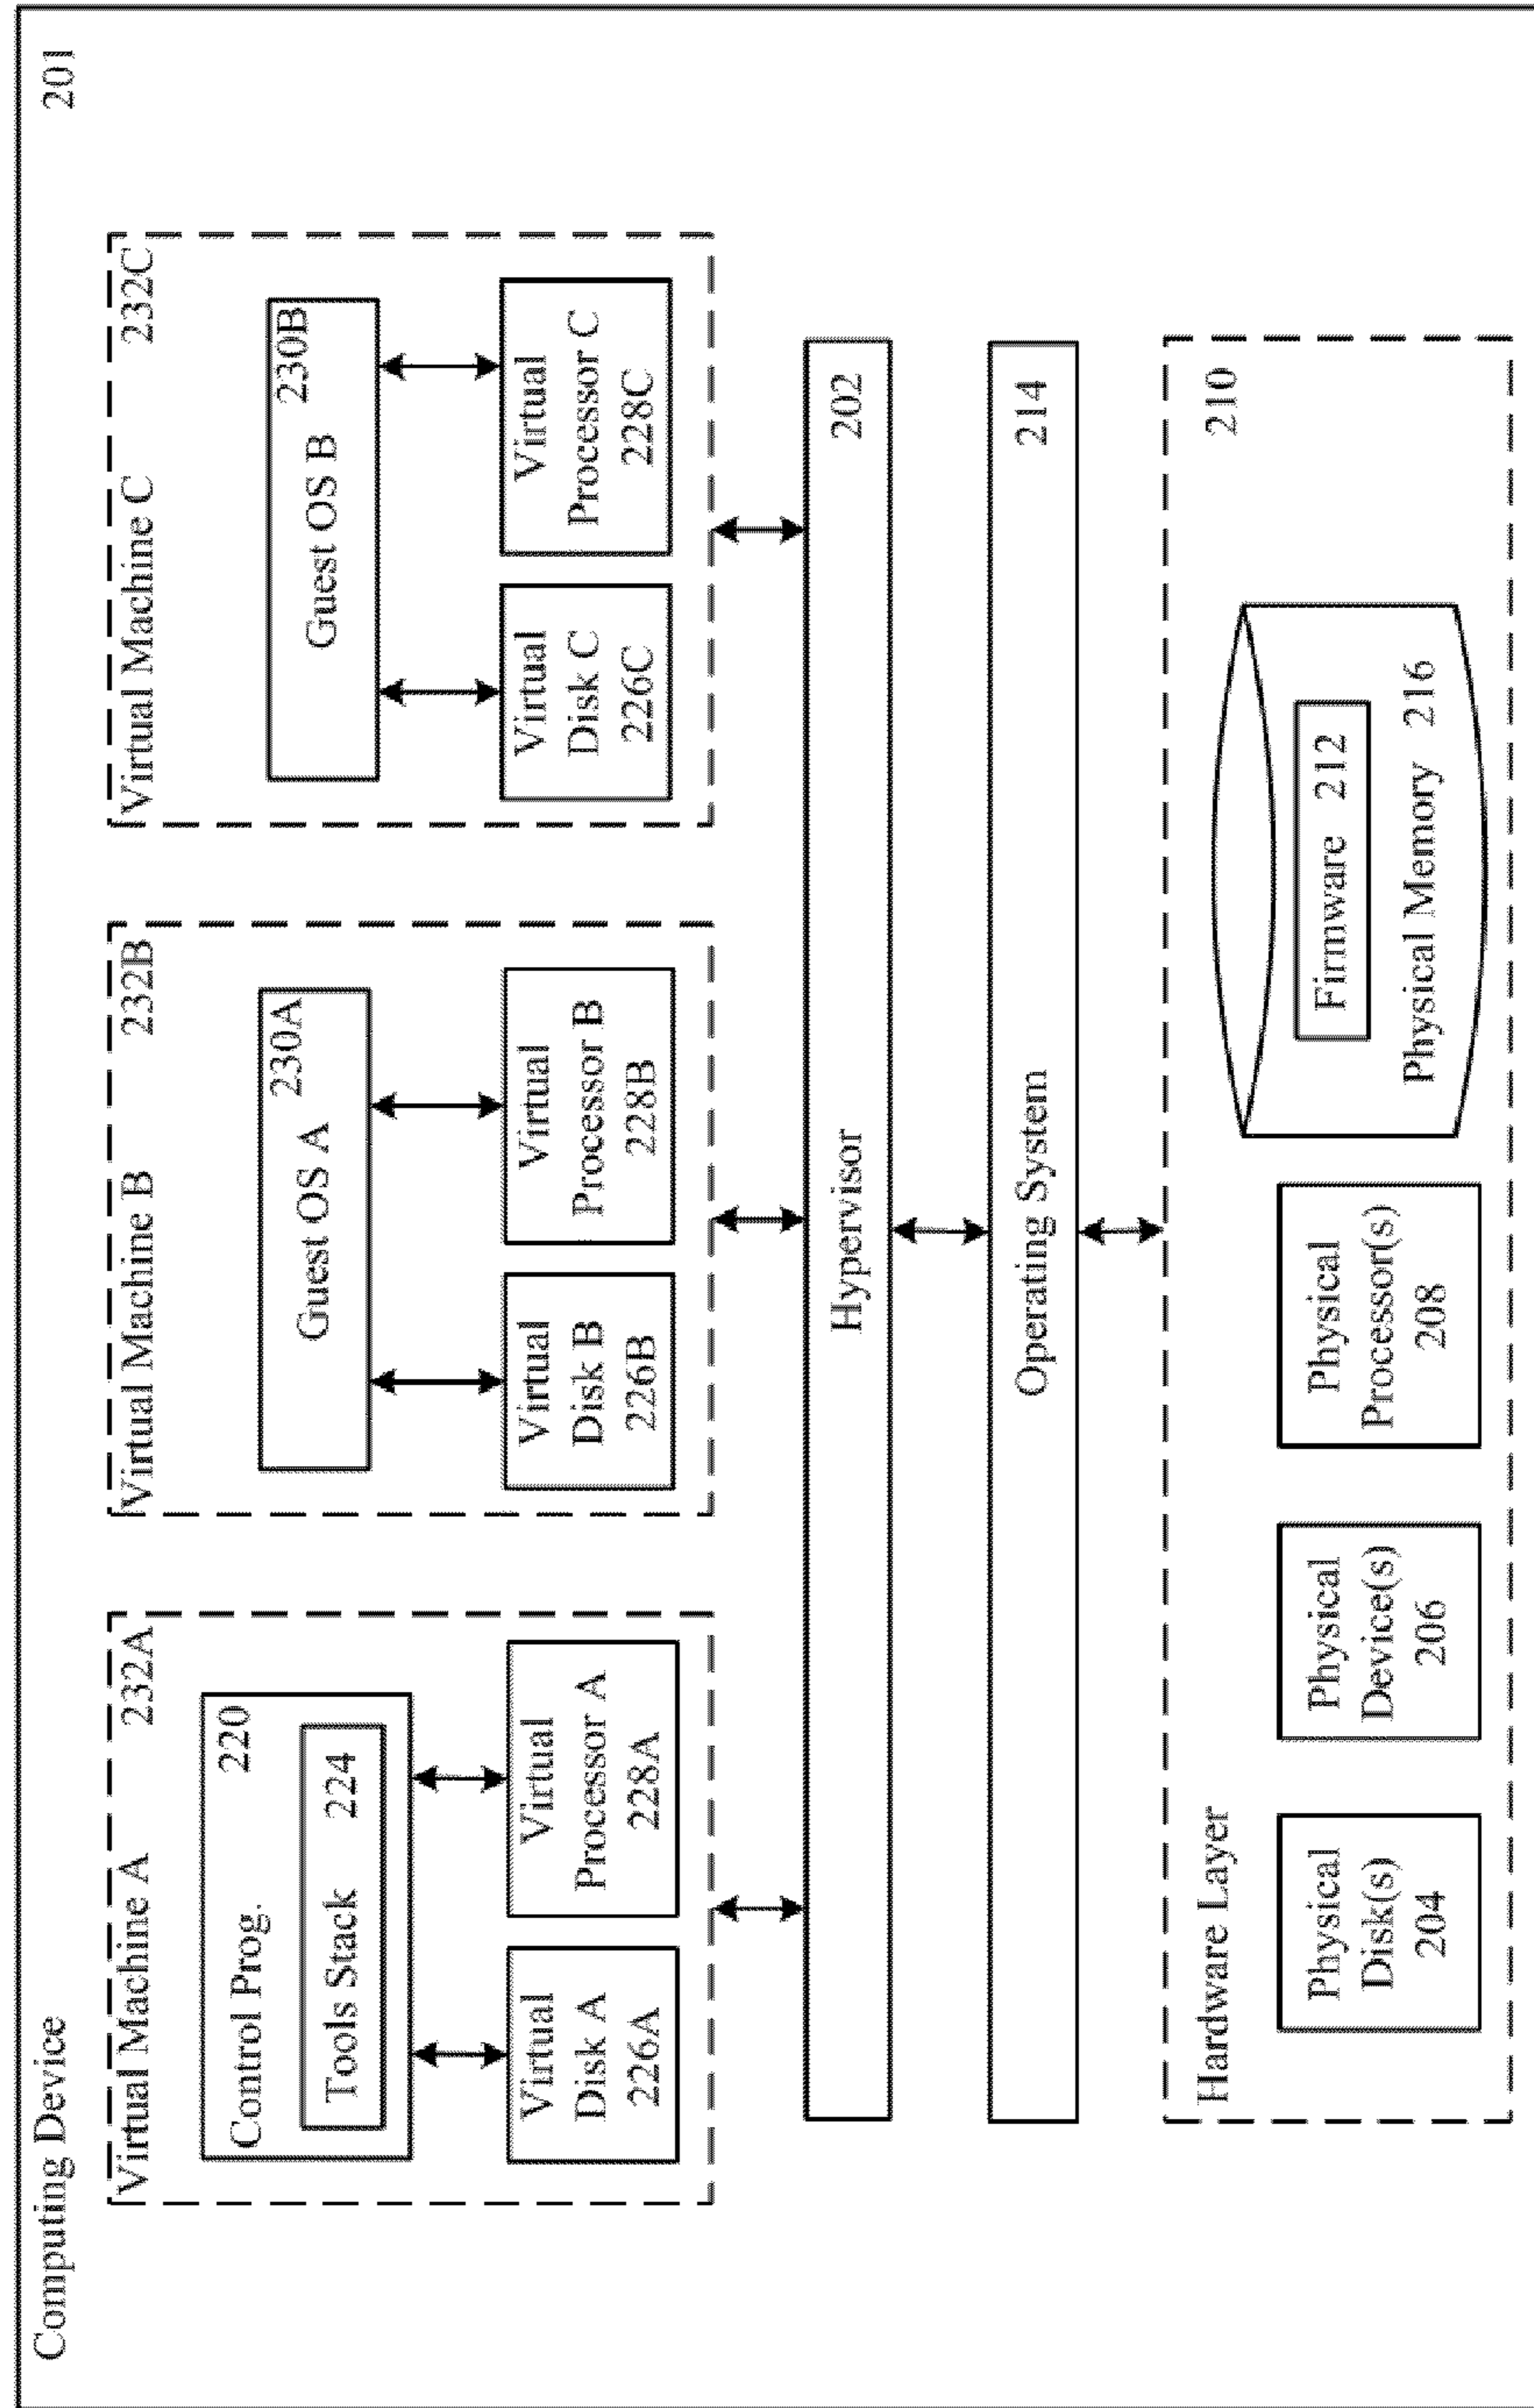 Computing Device
201
Virtual Machine A
232A
Control Prog.
220
Tools Stack 224
Virtual
Disk A
226A
Virtual
Processor A
228A
Virtual Machine B
232B
Guest OS A
230A
Virtual
Disk B
226B
Virtual
Processor B
228B
Virtual Machine C
232C
Guest OS B
230B
Virtual
Disk C
226C
Virtual
Processor C
228C
Hypervisor
202
Operating System
214
Hardware Layer
210
Physical
Disk(s)
204
Physical
Device(s)
206
Physical
Processor(s)
208
Firmware 212
Physical Memory 216